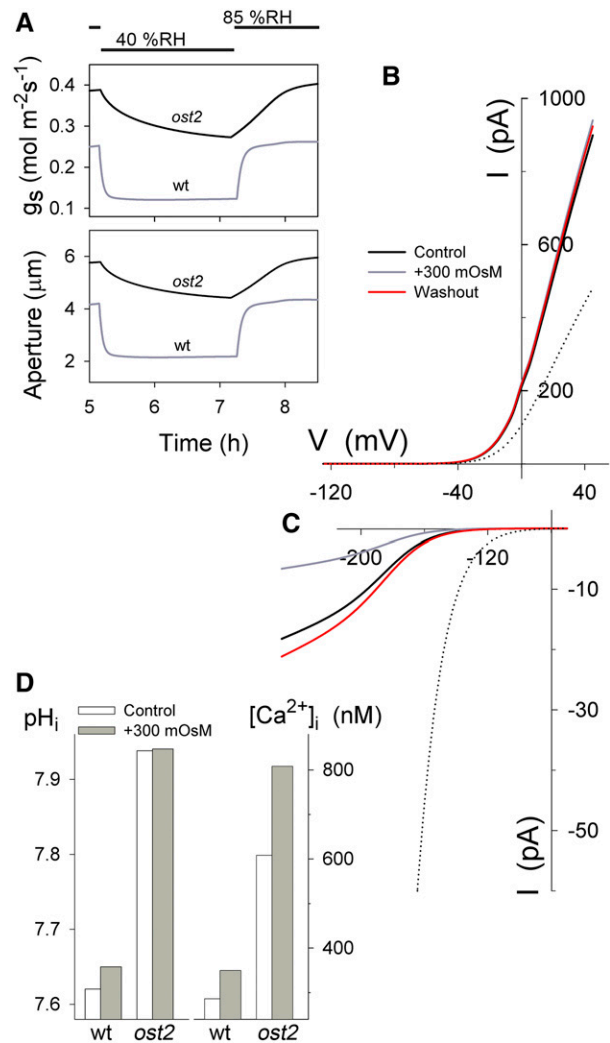 A
85 %RH
40 %RH
gs (mol m-2s-1)
0.4
0.3
0.2
0.1
ost2
wt
Aperture (μm)
6
4
2
ost2
wt
5 6 7 8
Time (h)
B
I (pA)
1000
600
200
Control
+300 mOsM
Washout
V (mV)
-120 -40 40
C
-200 -120
-10
-30
-50
I (pA)
D
Control
+300 mOsM
pHi
[Ca2+]i (nM)
7.9
7.8
7.7
7.6
800
600
400
wt ost2 wt ost2